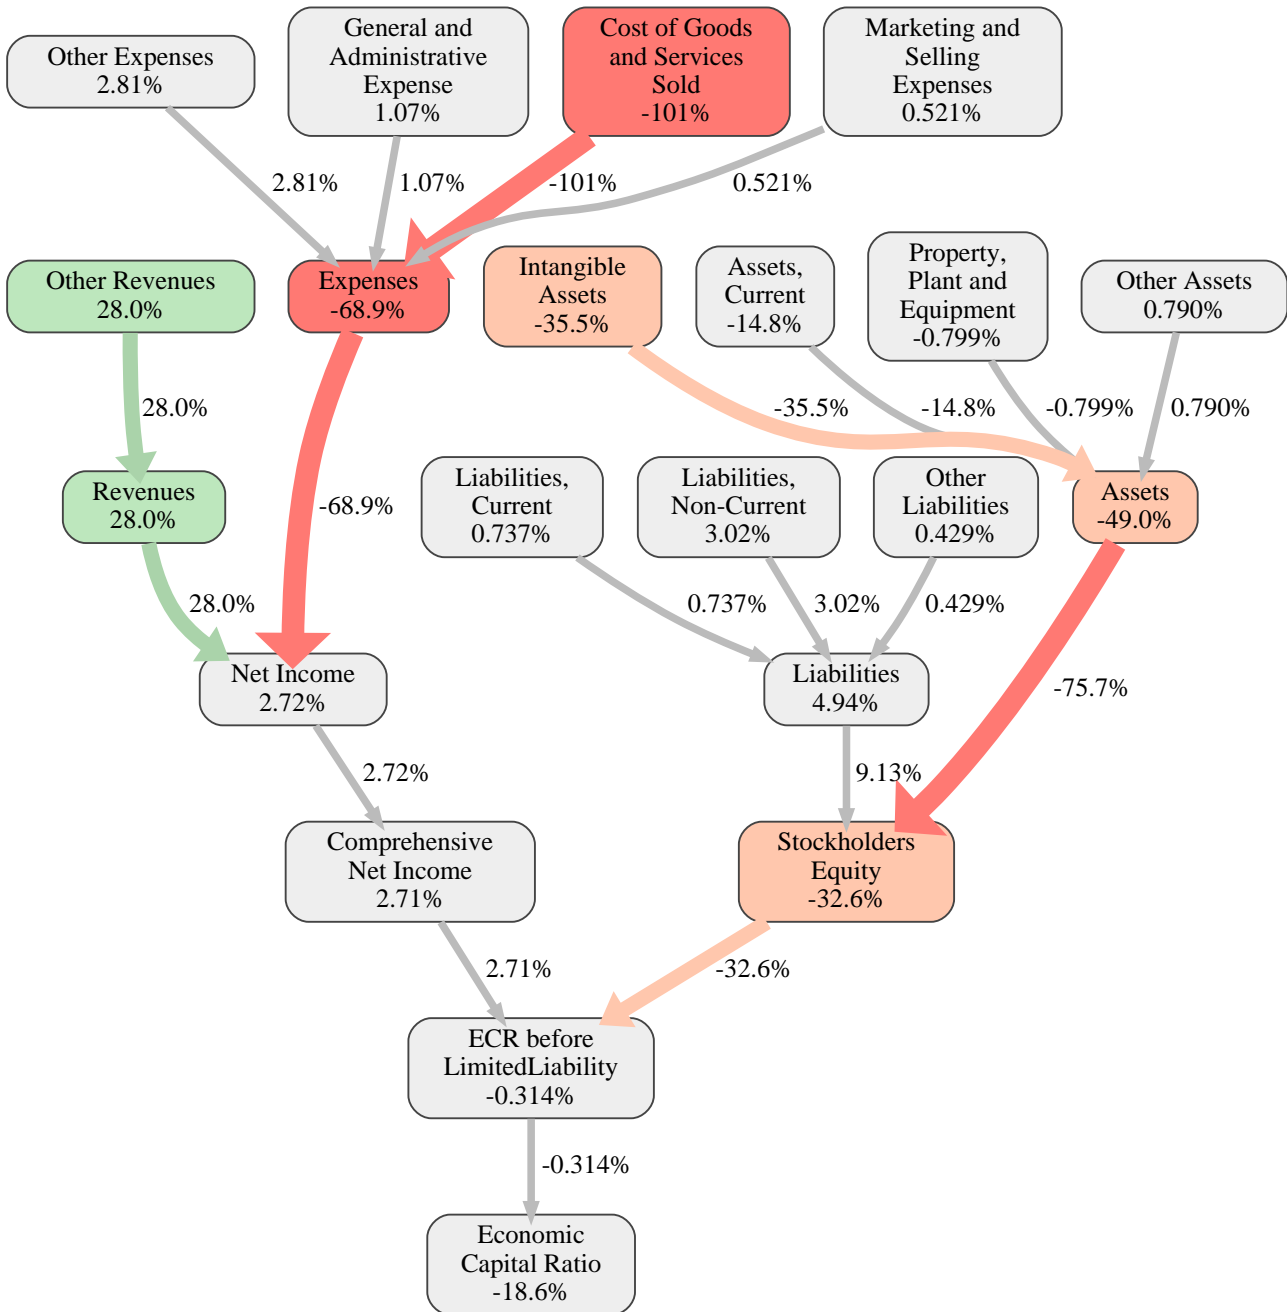 Other Expenses
2.81%
General and
Administrative
Expense
1.07%
Cost of Goods
and Services
Sold
-101%
Marketing and
Selling
Expenses
0.521%
2.81%
1.07%
-101%
0.521%
Other Revenues
28.0%
Expenses
-68.9%
Intangible
Assets
-35.5%
Assets,
Current
-14.8%
Property,
Plant and
Equipment
-0.799%
Other Assets
0.790%
28.0%
-35.5%
-14.8%
-0.799%
0.790%
Revenues
28.0%
-68.9%
Liabilities,
Current
0.737%
Liabilities,
Non-Current
3.02%
Other
Liabilities
0.429%
Assets
-49.0%
28.0%
0.737%
3.02%
0.429%
Net Income
2.72%
Liabilities
4.94%
-75.7%
2.72%
9.13%
Comprehensive
Net Income
2.71%
Stockholders
Equity
-32.6%
2.71%
-32.6%
ECR before
LimitedLiability
-0.314%
-0.314%
Economic
Capital Ratio
-18.6%